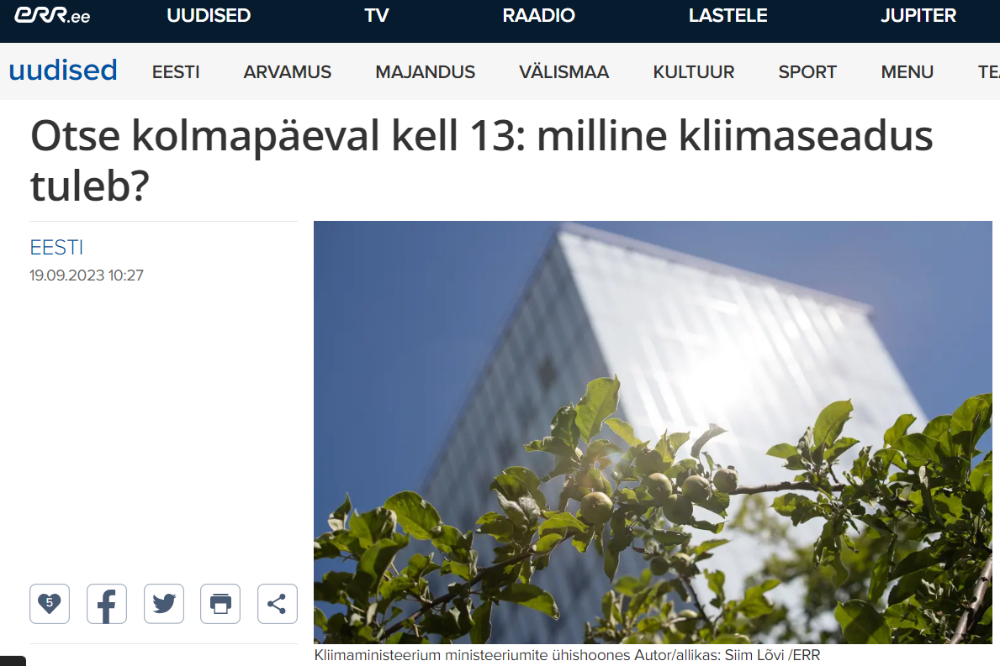 err.ee UUDISED TV RAADIO LASTELE JUPITER
uudised EESTI ARVAMUS MAJANDUS VÄLISMAA KULTUUR SPORT MENU TE
Otse kolmapäeval kell 13: milline kliimaseadus
tuleb?
EESTI
19.09.2023 10:27
5
Kliimaministeerium ministeeriumite ühishoones Autor/allikas: Siim Lõvi /ERR